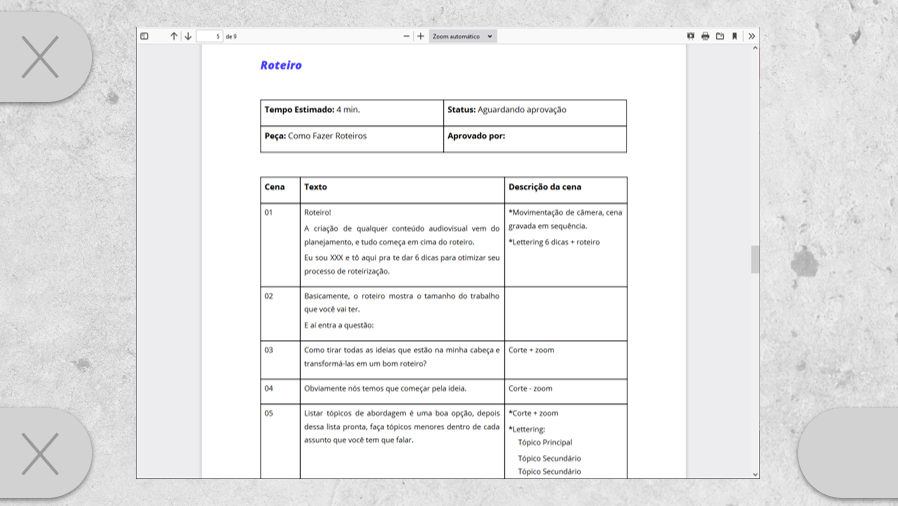 5 de 9
Zoom automático
Roteiro
Tempo Estimado: 4 min.
Status: Aguardando aprovação
Peça: Como Fazer Roteiros
Aprovado por:
Cena
Texto
Descrição da cena
01
Roteiro!
A criação de qualquer conteúdo audiovisual vem do
planejamento, e tudo começa em cima do roteiro.
Eu sou XXX e tô aqui pra te dar 6 dicas para otimizar seu
processo de roteirização.
*Movimentação de câmera, cena
gravada em sequência.
*Lettering 6 dicas + roteiro
02
Basicamente, o roteiro mostra o tamanho do trabalho
que você vai ter.
E aí entra a questão:
03
Como tirar todas as ideias que estão na minha cabeça e
transformá-las em um bom roteiro?
Corte + zoom
04
Obviamente nós temos que começar pela ideia.
Corte - zoom
05
Listar tópicos de abordagem é uma boa opção, depois
dessa lista pronta, faça tópicos menores dentro de cada
assunto que você tem que falar.
*Corte + zoom
*Lettering:
Tópico Principal
Tópico Secundário
Tópico Secundário